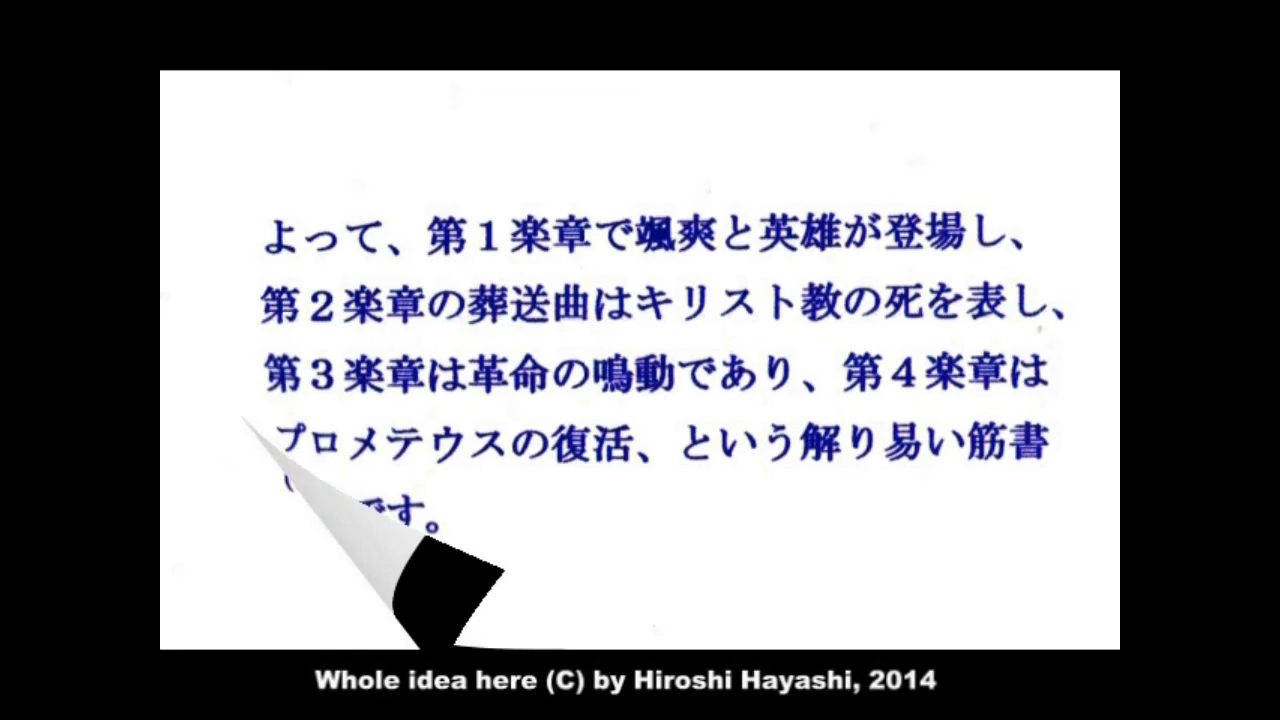 よって、第１楽章で颯爽と英雄が登場し、
第２楽章の葬送曲はキリスト教の死を表し、
第３楽章は革命の鳴動であり、第４楽章は
プロメテウスの復活、という解り易い筋書
です。
Whole idea here (C) by Hiroshi Hayashi, 2014